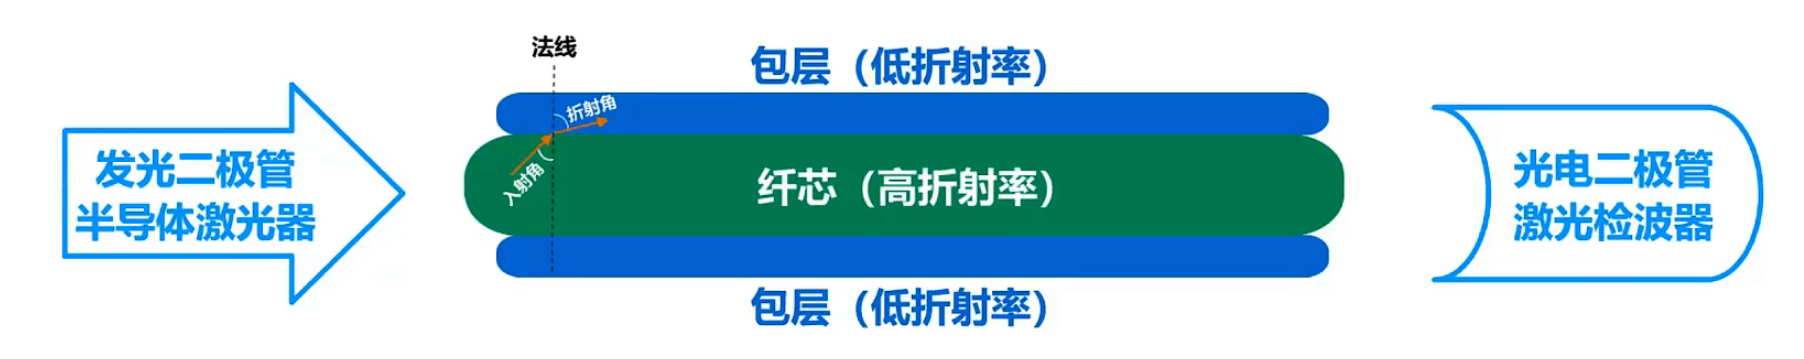 法线
包层（低折射率）
折射角
发光二极管
半导体激光器
入射角
纤芯（高折射率）
光电二极管
激光检波器
包层（低折射率）